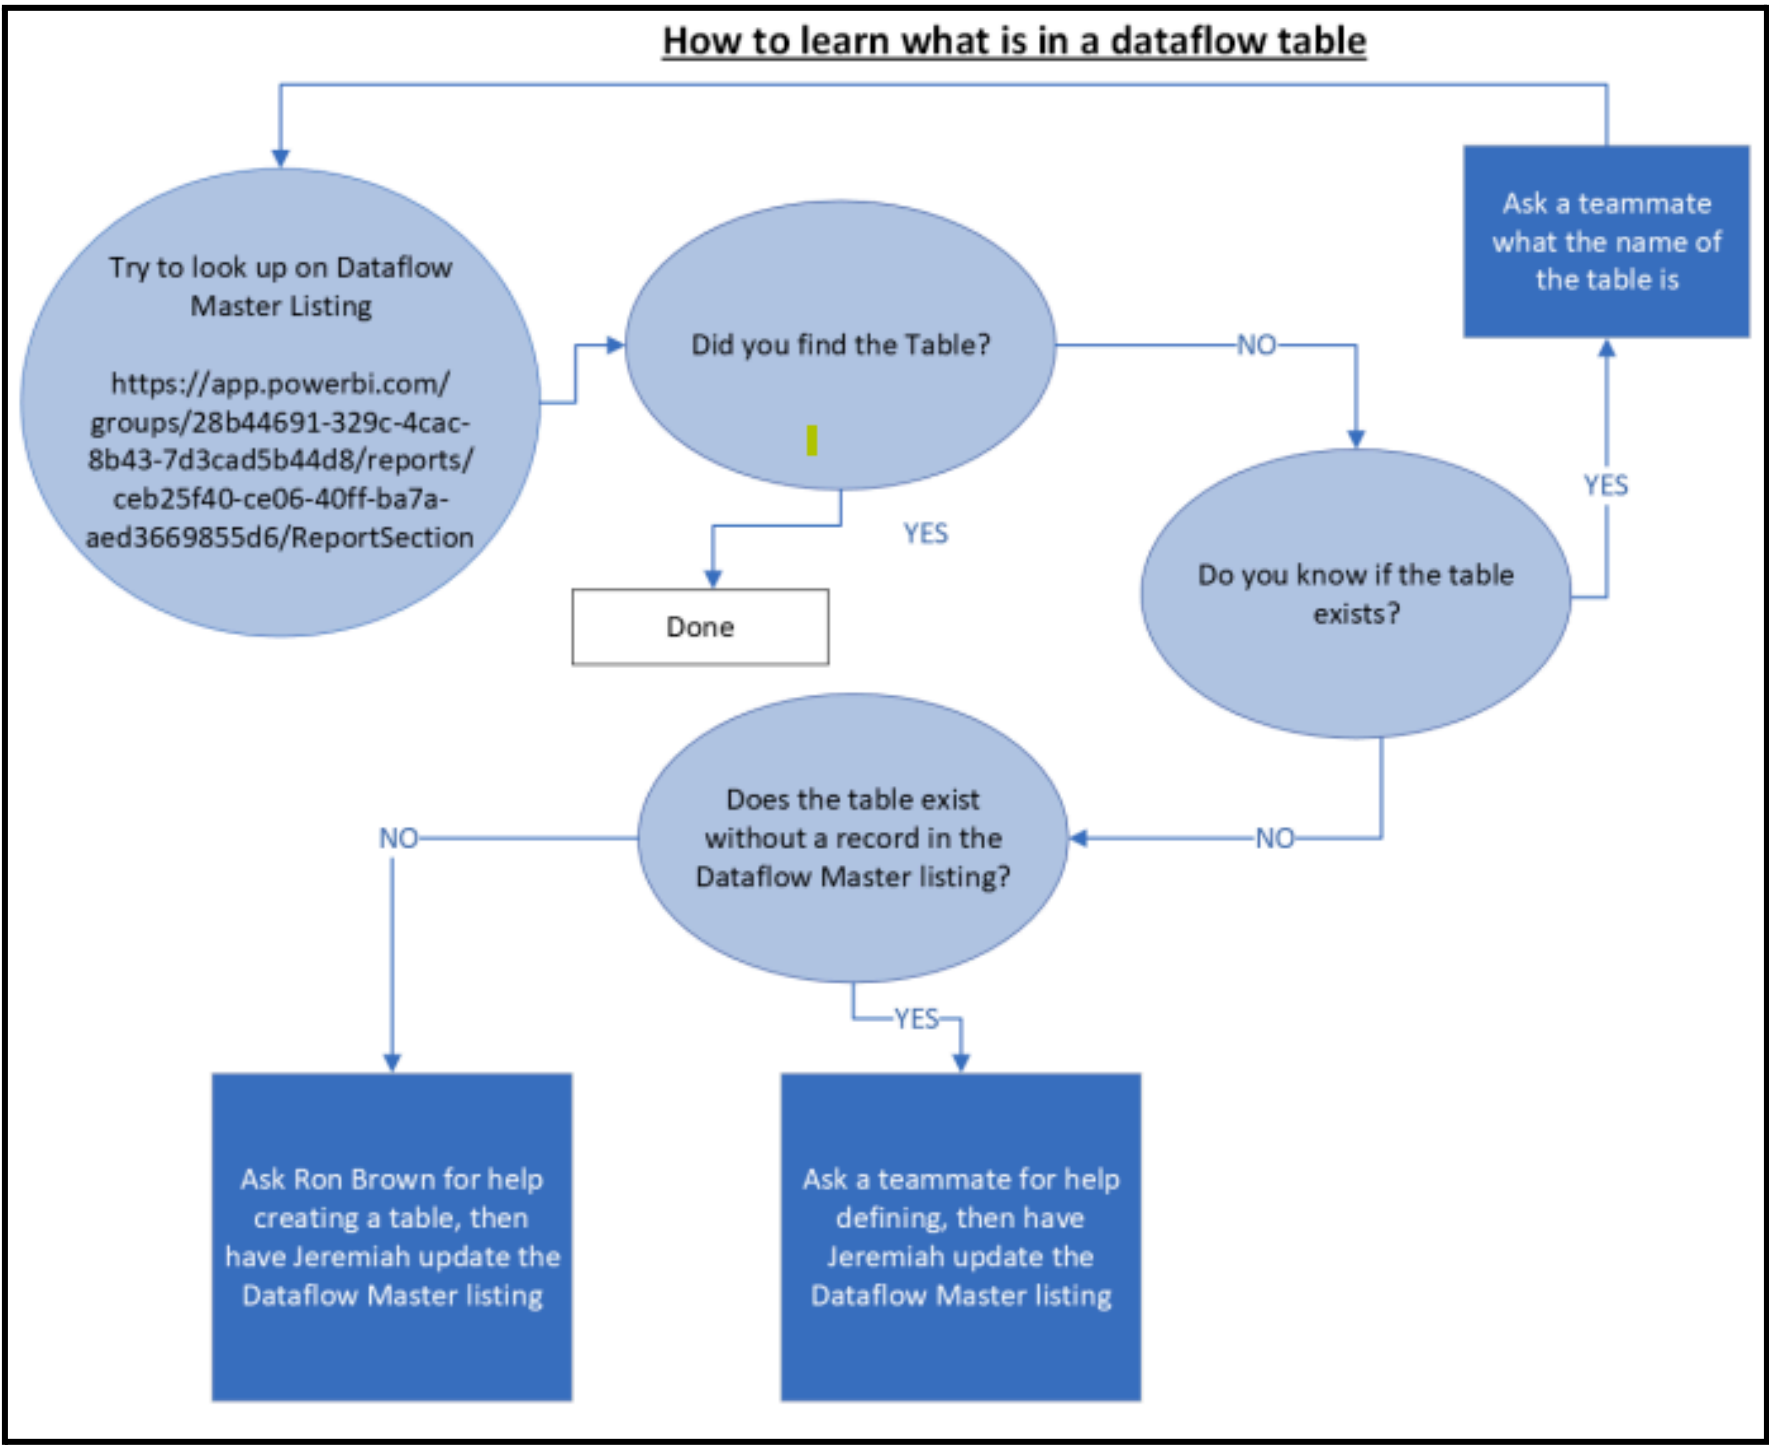 How to learn what is in a dataflow table
Try to look up on Dataflow
Master Listing
https://app.powerbi.com/
groups/28b44691-329c-4cac-
8b43-7d3cad5b44d8/reports/
ceb25f40-ce06-40ff-ba7a-
aed3669855d6/ReportSection
Did you find the Table?
NO
Ask a teammate
what the name of
the table is
YES
YES
Done
Do you know if the table
exists?
NO
Does the table exist
without a record in the
Dataflow Master listing?
NO
YES
Ask Ron Brown for help
creating a table, then
have Jeremiah update the
Dataflow Master listing
Ask a teammate for help
defining, then have
Jeremiah update the
Dataflow Master listing